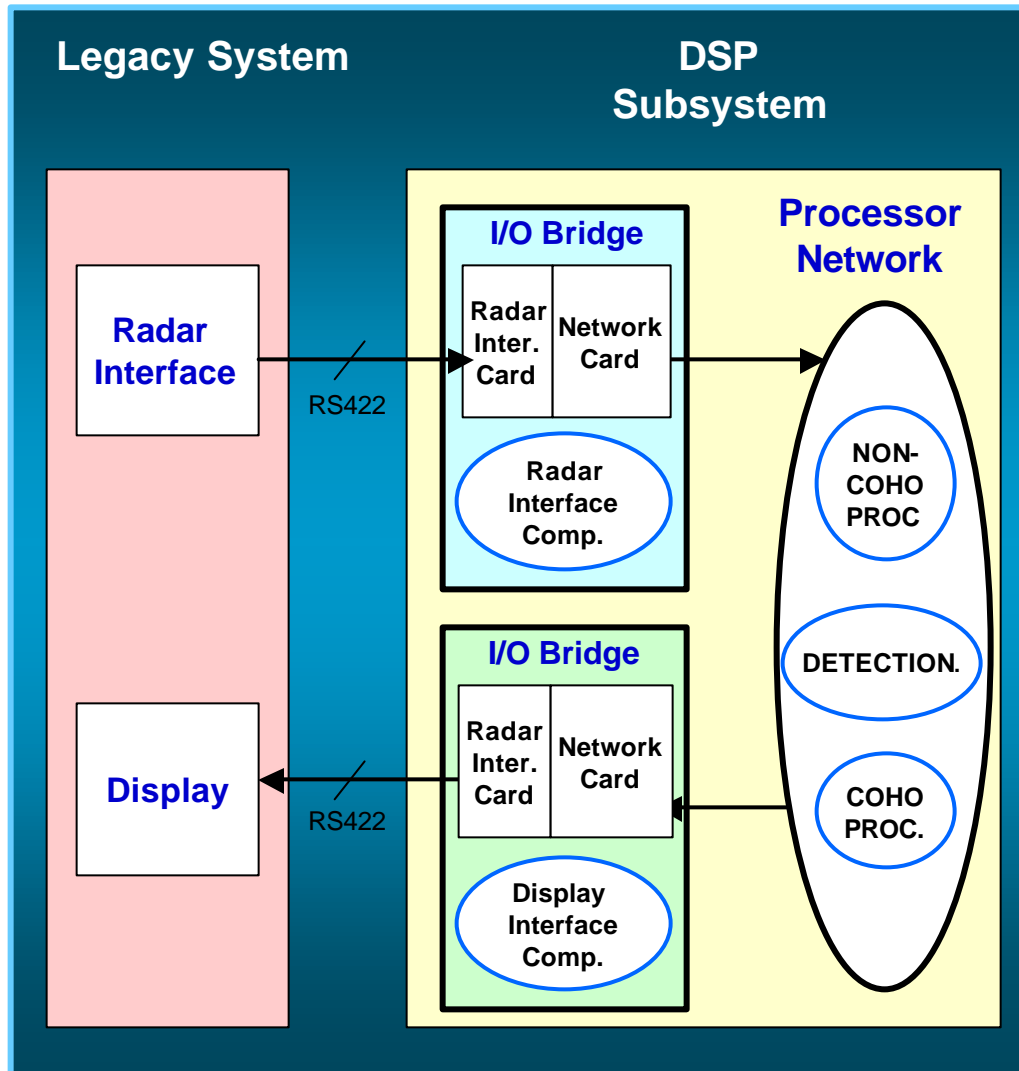 Legacy System
DSP
Subsystem
Radar
Interface
RS422
I/O Bridge
Radar
Inter.
Card
Network
Card
Radar
Interface
Comp.
Processor
Network
NON-
COHO
PROC
DETECTION.
COHO
PROC.
I/O Bridge
Radar
Inter.
Card
Network
Card
Display
Interface
Comp.
RS422
Display